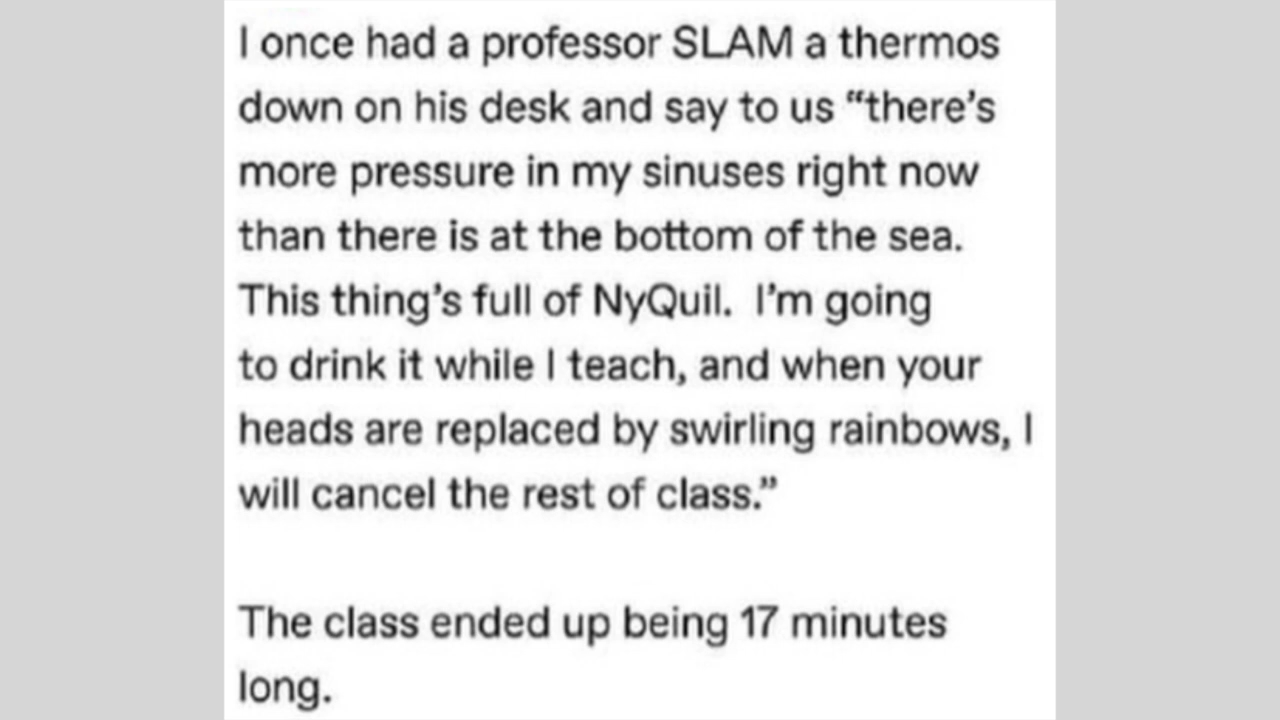 I once had a professor SLAM a thermos
down on his desk and say to us “there’s
more pressure in my sinuses right now
than there is at the bottom of the sea.
This thing’s full of NyQuil.  I’m going
to drink it while I teach, and when your
heads are replaced by swirling rainbows, I
will cancel the rest of class.”
The class ended up being 17 minutes
long.